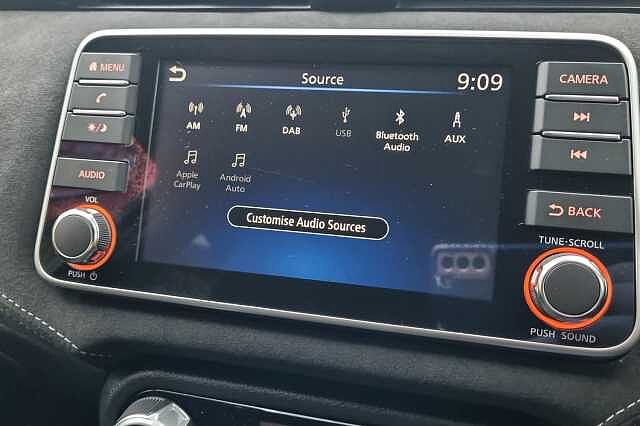 MENU
AUDIO
VOL
PUSH
Source
9:09
AM
FM
DAB
USB
Bluetooth
Audio
AUX
Apple
CarPlay
Android
Auto
Customise Audio Sources
CAMERA
BACK
TUNE·SCROLL
PUSH SOUND